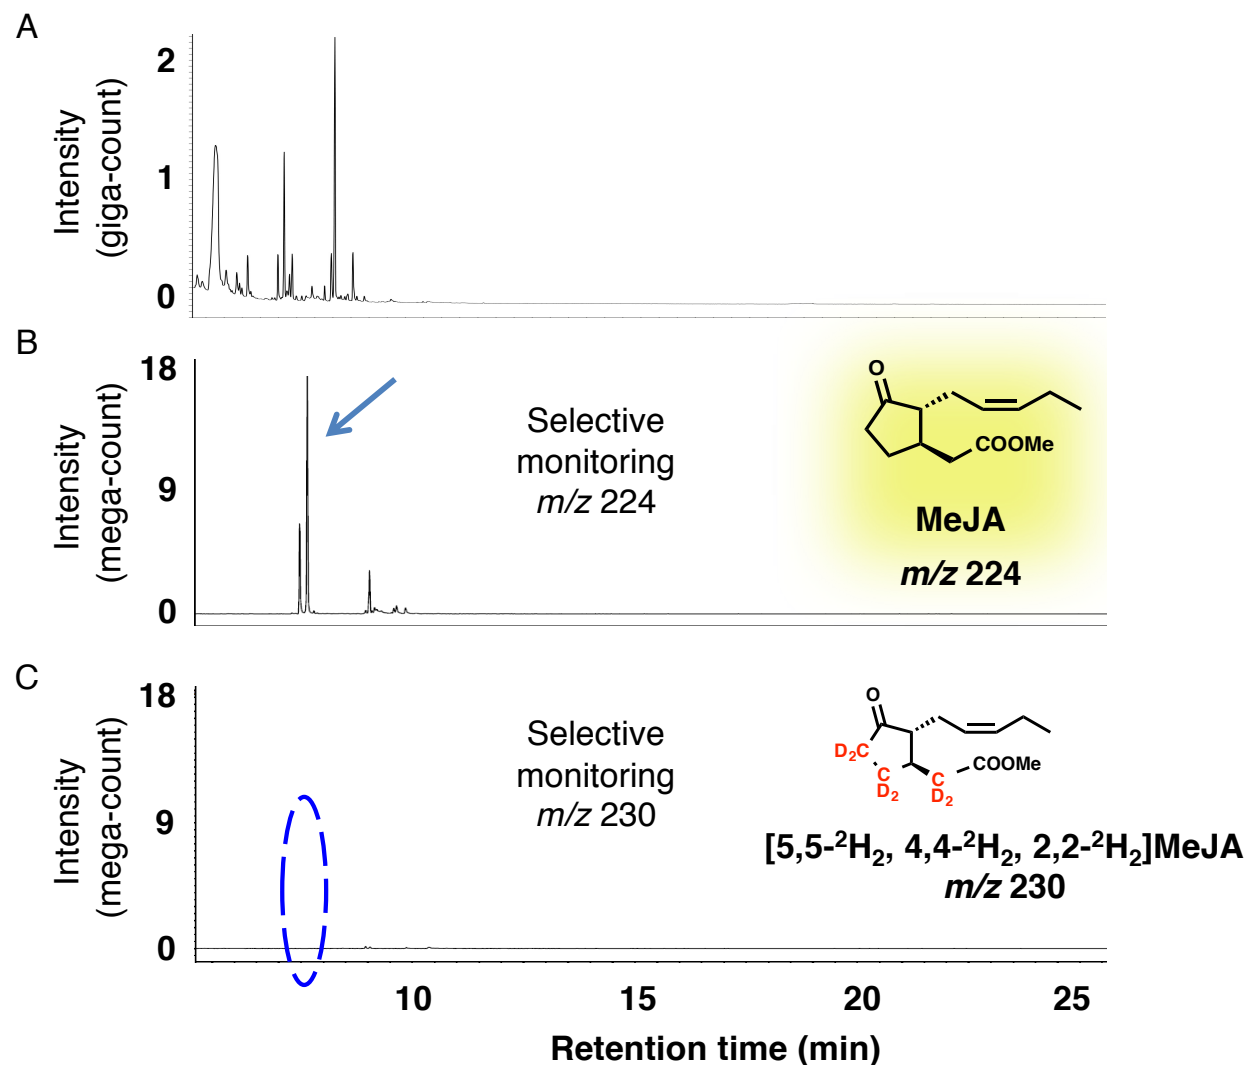 A
Intensity
(giga-count)
2
1
0
B
Intensity
(mega-count)
18
9
0
Selective
monitoring
m/z 224
O
COOMe
MeJA
m/z 224
C
Intensity
(mega-count)
18
9
0
Selective
monitoring
m/z 230
O
D₂C
C
D₂
C
D₂
COOMe
[5,5-²H₂, 4,4-²H₂, 2,2-²H₂]MeJA
m/z 230
10 15 20 25
Retention time (min)